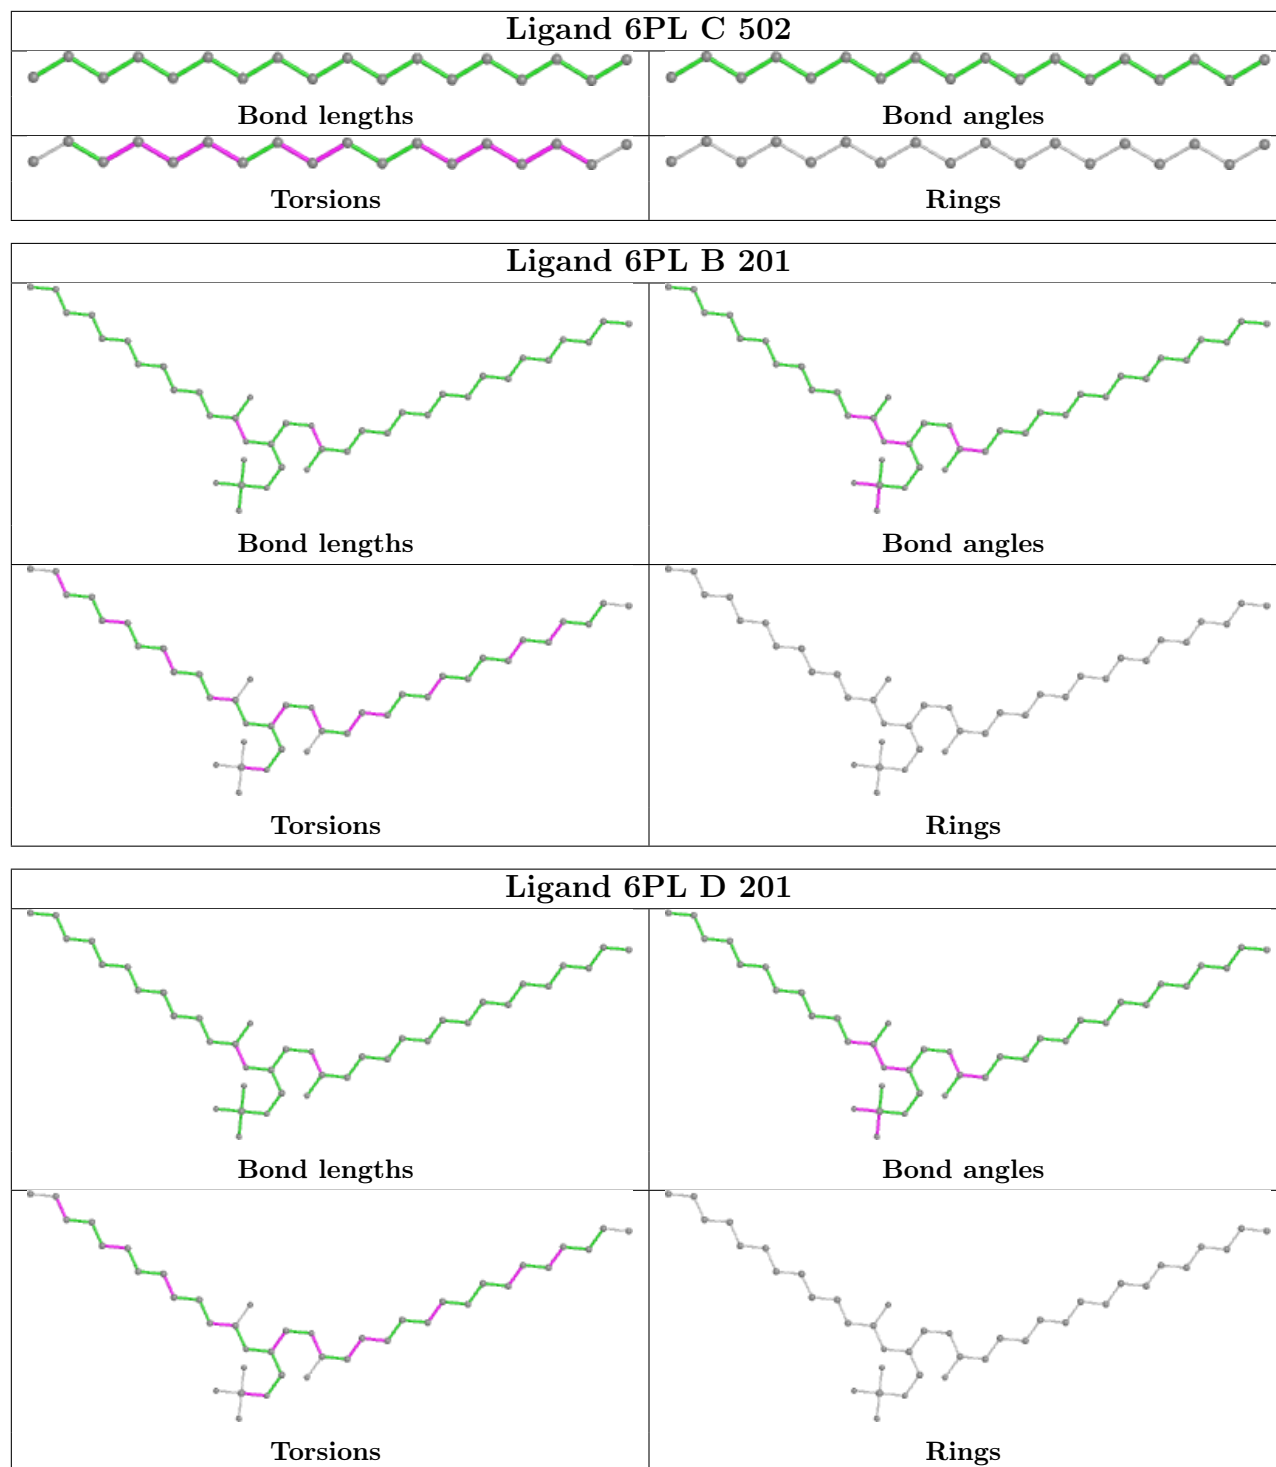 Ligand 6PL C 502
Bond lengths
Bond angles
Torsions
Rings
Ligand 6PL B 201
Bond lengths
Bond angles
Torsions
Rings
Ligand 6PL D 201
Bond lengths
Bond angles
Torsions
Rings